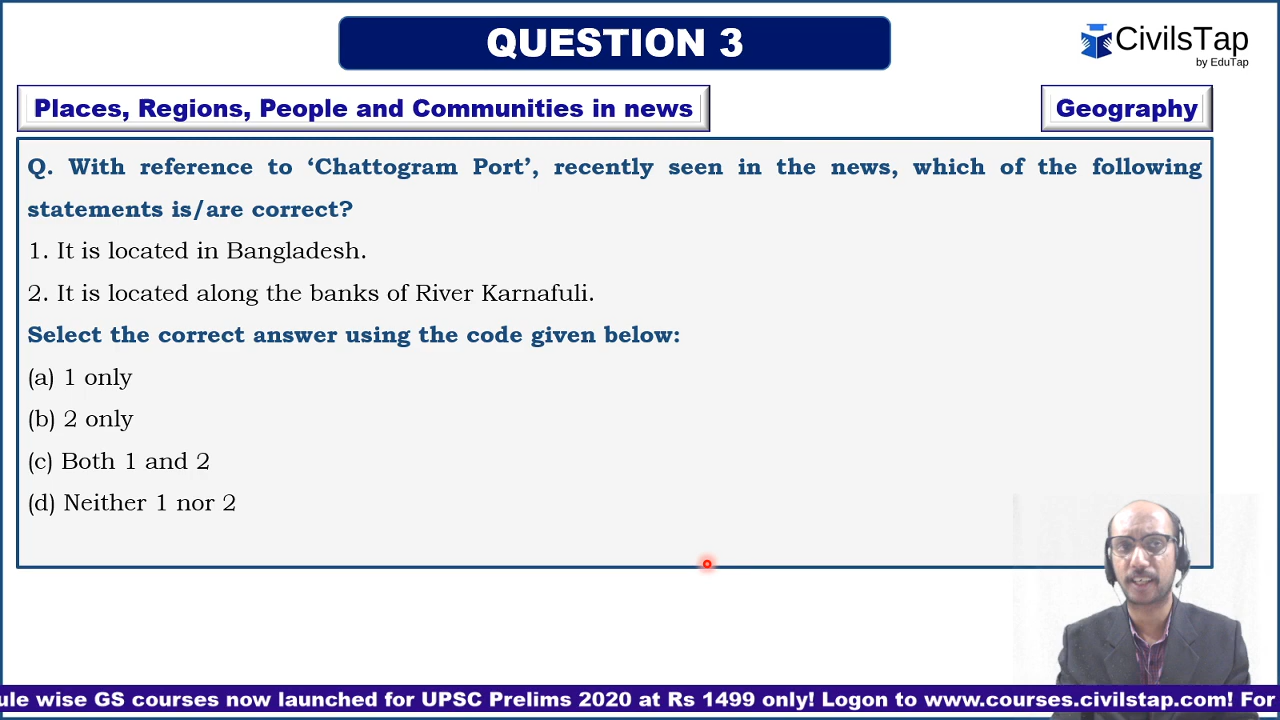 QUESTION 3
CivilsTap
by EduTap
Places, Regions, People and Communities in news
Geography
Q. With reference to ‘Chattogram Port’, recently seen in the news, which of the following
statements is/are correct?
1. It is located in Bangladesh.
2. It is located along the banks of River Karnafuli.
Select the correct answer using the code given below:
(a) 1 only
(b) 2 only
(c) Both 1 and 2
(d) Neither 1 nor 2
ule wise GS courses now launched for UPSC Prelims 2020 at Rs 1499 only! Logon to www.courses.civilstap.com! For